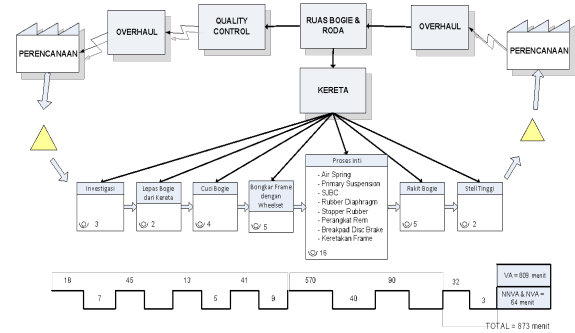 PERENCANAAN
OVERHAUL
QUALITY
CONTROL
RUAS BOGIE &
RODA
OVERHAUL
PERENCANAAN
KERETA
Investigasi
3
Lepas Bogie
dari Kereta
2
Cuci Bogie
4
Bongkar Frame
dengan
Wheelset
5
Proses Inti
- Air Spring
- Primary Suspension
- SJBC
- Rubber Diaphragm
- Stopper Rubber
- Perangkat Rem
- Breakpad Disc Brake
- Keretakan Frame
16
Rakit Bogie
5
Stell Tinggi
2
18 45 13 41 570 90 32
7 5 9 40 3
VA = 809 menit
NNVA & NVA =
64 menit
TOTAL = 873 menit